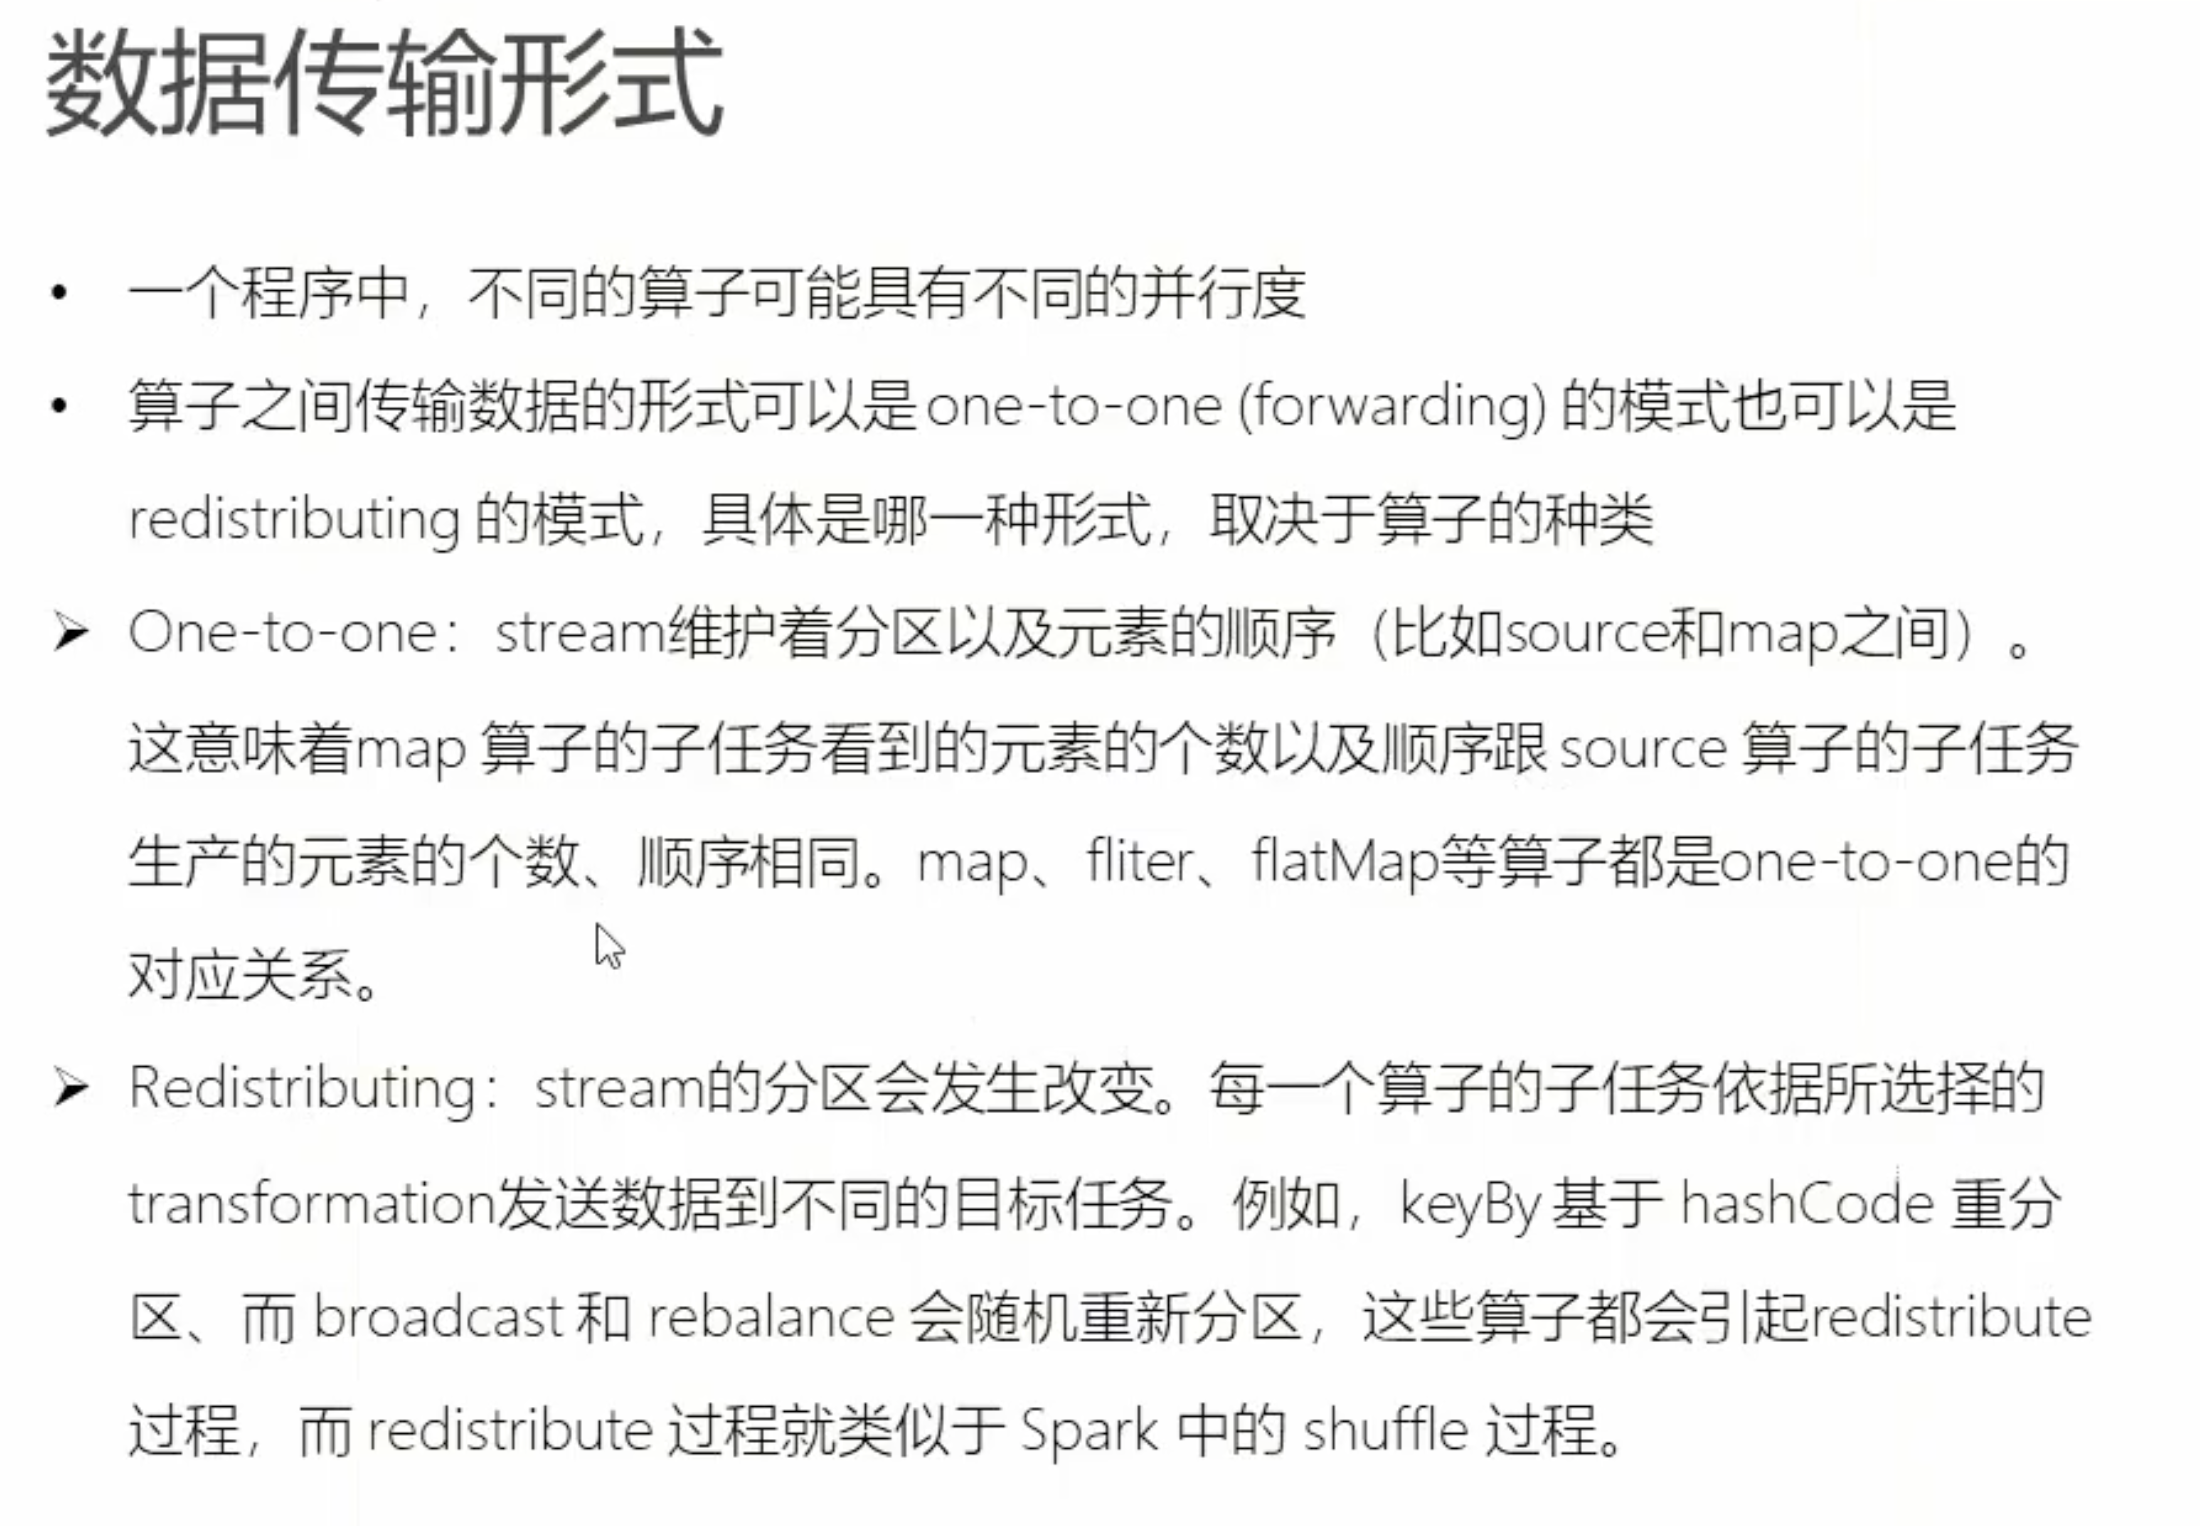 数据传输形式
• 一个程序中，不同的算子可能具有不同的并行度
• 算子之间传输数据的形式可以是 one-to-one (forwarding) 的模式也可以是
redistributing 的模式，具体是哪一种形式，取决于算子的种类
➢ One-to-one：stream维护着分区以及元素的顺序（比如source和map之间）。
这意味着map 算子的子任务看到的元素的个数以及顺序跟 source 算子的子任务
生产的元素的个数、顺序相同。map、fliter、flatMap等算子都是one-to-one的
对应关系。
➢ Redistributing：stream的分区会发生改变。每一个算子的子任务依据所选择的
transformation发送数据到不同的目标任务。例如，keyBy 基于 hashCode 重分
区、而 broadcast 和 rebalance 会随机重新分区，这些算子都会引起redistribute
过程，而 redistribute 过程就类似于 Spark 中的 shuffle 过程。